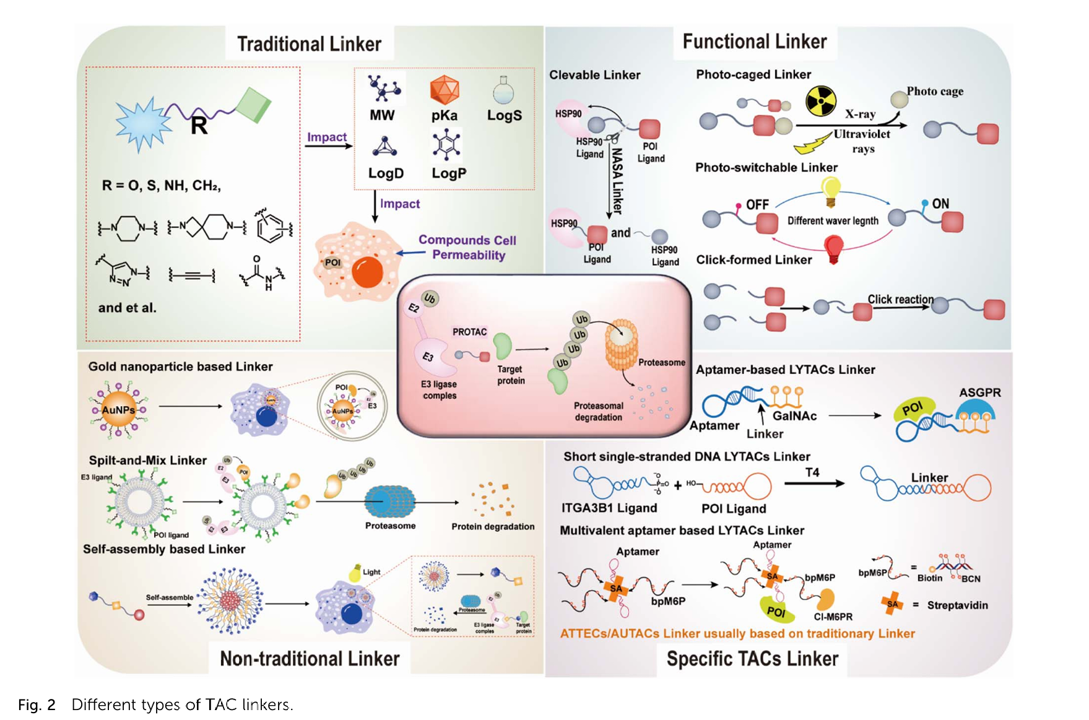 Traditional Linker
R
R = O, S, NH, CH₂,
N
N
N
N
N
N
N=N
O
N
H
and et al.
Impact
MW
pKa
LogS
LogD
LogP
Impact
POI
Compounds Cell
Permeability
Functional Linker
Clevable Linker
HSP90
HSP90
Ligand
POI
Ligand
NASA Linker
HSP90
POI
Ligand
and
HSP90
Ligand
Photo-caged Linker
Photo cage
X-ray
Ultraviolet
rays
Photo-switchable Linker
OFF
Different waver legnth
ON
Click-formed Linker
Click reaction
E2
Ub
E3
E3 ligase
comples
PROTAC
Target
protein
Ub
Ub
Ub
Ub
Proteasome
Proteasomal
degradation
Gold nanoparticle based Linker
AuNPs
POI
AuNPs
E3
Spilt-and-Mix Linker
E3 ligand
POI ligand
Ub
E2
E3
POI
Proteasome
Protein degradation
Self-assembly based Linker
Self-assemble
Light
Proteasome
Protein degradation
E3 ligase
comples
Target
protein
Non-traditional Linker
Aptamer-based LYTACs Linker
Aptamer
Linker
GalNAc
POI
ASGPR
Short single-stranded DNA LYTACs Linker
ITGA3B1 Ligand
P=O
+
HO
POI Ligand
T4
Linker
Multivalent aptamer based LYTACs Linker
Aptamer
SA
bpM6P
Aptamer
SA
bpM6P
POI
CI-M6PR
bpM6P
=
Biotin
BCN
SA
= Streptavidin
ATTECs/AUTACs Linker usually based on traditionary Linker
Specific TACs Linker
Fig. 2 Different types of TAC linkers.